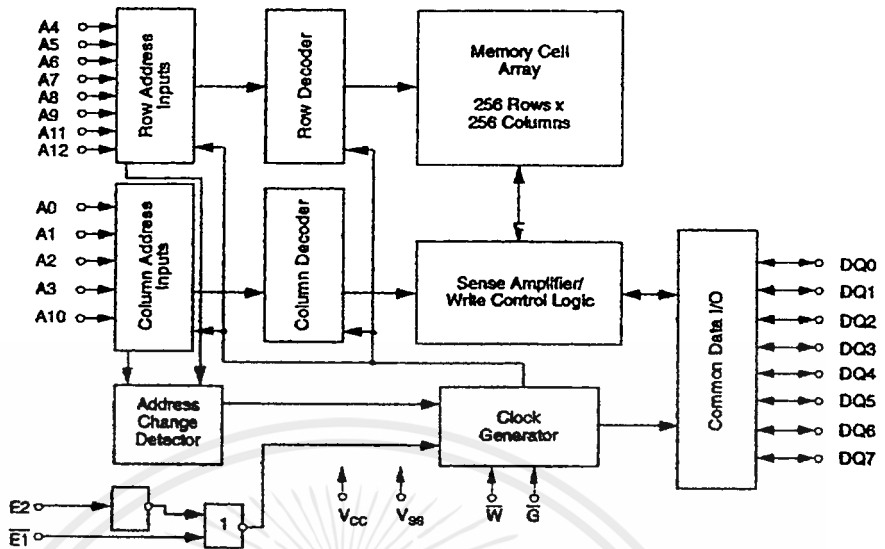 A4
A5
A6
A7
A8
A9
A11
A12
Row Address
Inputs
Row Decoder
Memory Cell
Array
256 Rows x
256 Columns
A0
A1
A2
A3
A10
Column Address
Inputs
Column Decoder
Sense Amplifier/
Write Control Logic
Common Data I/O
DQ0
DQ1
DQ2
DQ3
DQ4
DQ5
DQ6
DQ7
Address
Change
Detector
Clock
Generator
E2
E1
1
VCC
VSS
W
G